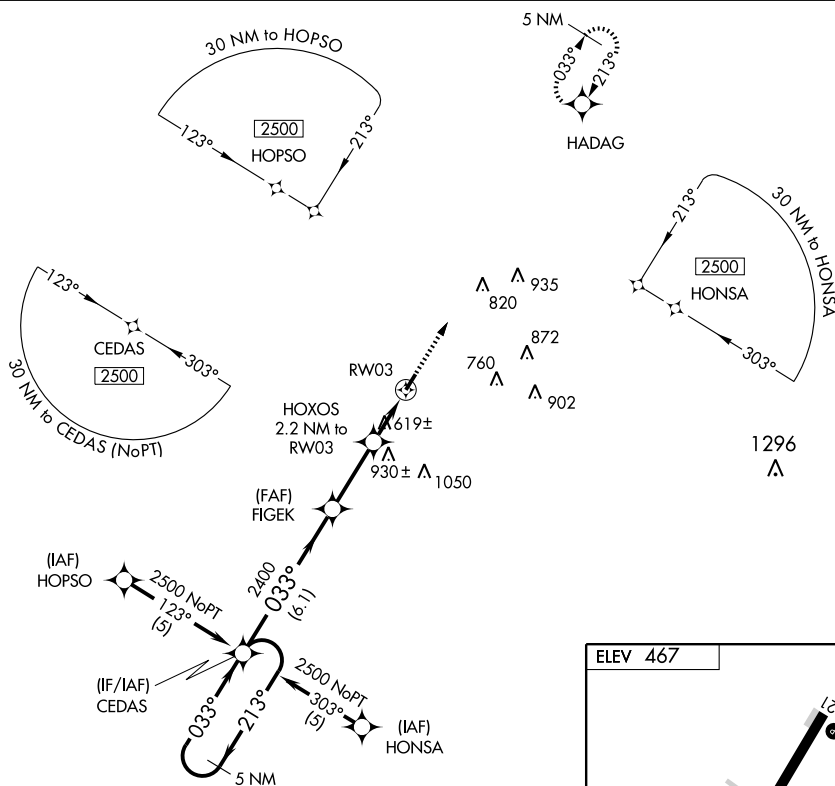 30 NM to HOPSO
2500
HOPSO
123°
213°
5 NM
033°
213°
HADAG
30 NM to HONSA
213°
2500
HONSA
303°
123°
CEDAS
2500
303°
30 NM to CEDAS (NoPT)
820
935
872
760
902
RW03
HOXOS
2.2 NM to
RW03
619±
930±
1050
1296
(FAF)
FIGEK
(IAF)
HOPSO
2500 NoPT
123°
(5)
2400
033°
(6.1)
(IF/IAF)
CEDAS
033°
213°
5 NM
2500 NoPT
303°
(5)
(IAF)
HONSA
ELEV 467
21